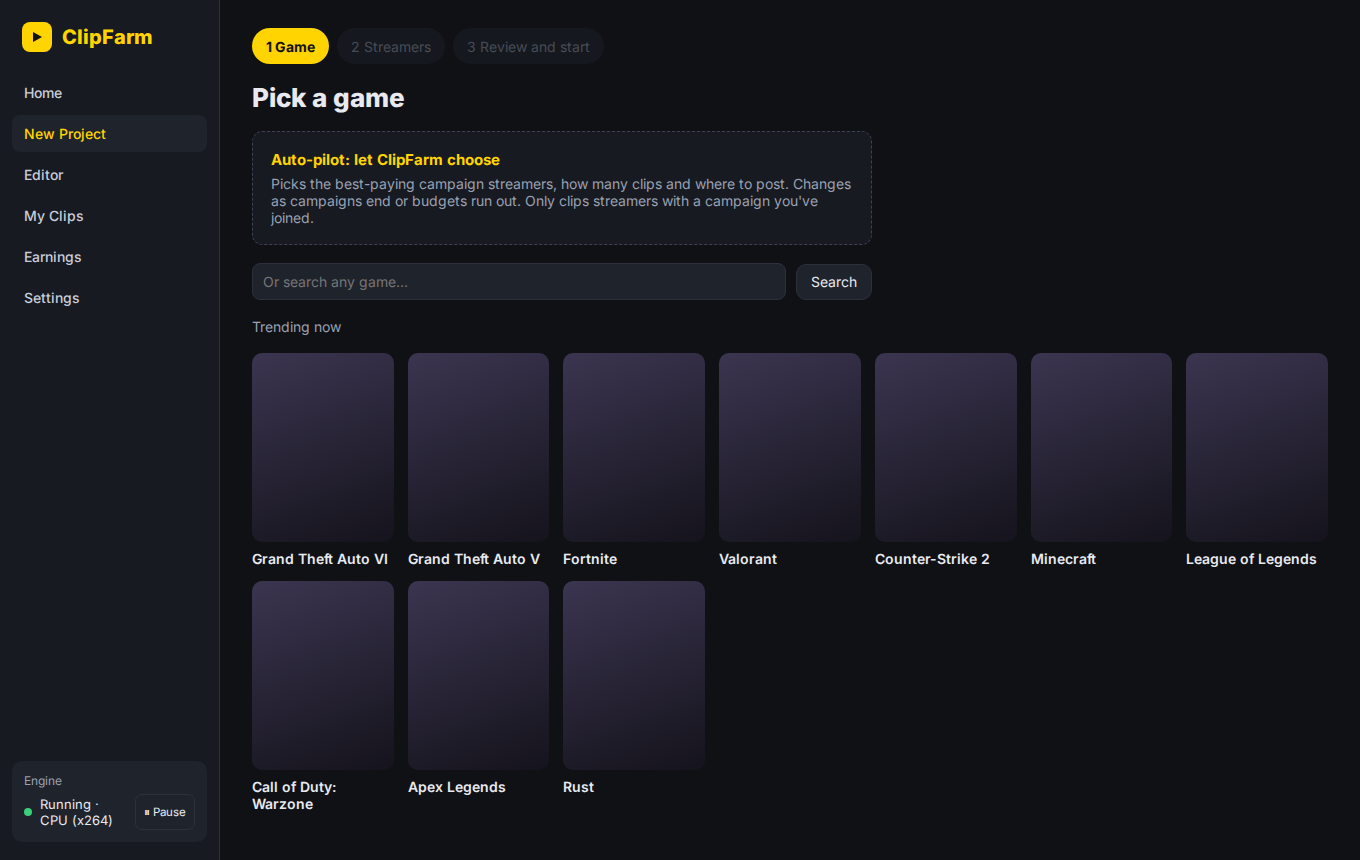 ClipFarm
Home
New Project
Editor
My Clips
Earnings
Settings
Engine
Running ·
CPU (x64)
Pause
1 Game
2 Streamers
3 Review and start
Pick a game
Auto-pilot: let ClipFarm choose
Picks the best-paying campaign streamers, how many clips and where to post. Changes
as campaigns end or budgets run out. Only clips streamers with a campaign you've
joined.
Or search any game...
Search
Trending now
Grand Theft Auto VI
Grand Theft Auto V
Fortnite
Valorant
Counter-Strike 2
Minecraft
League of Legends
Call of Duty:
Warzone
Apex Legends
Rust